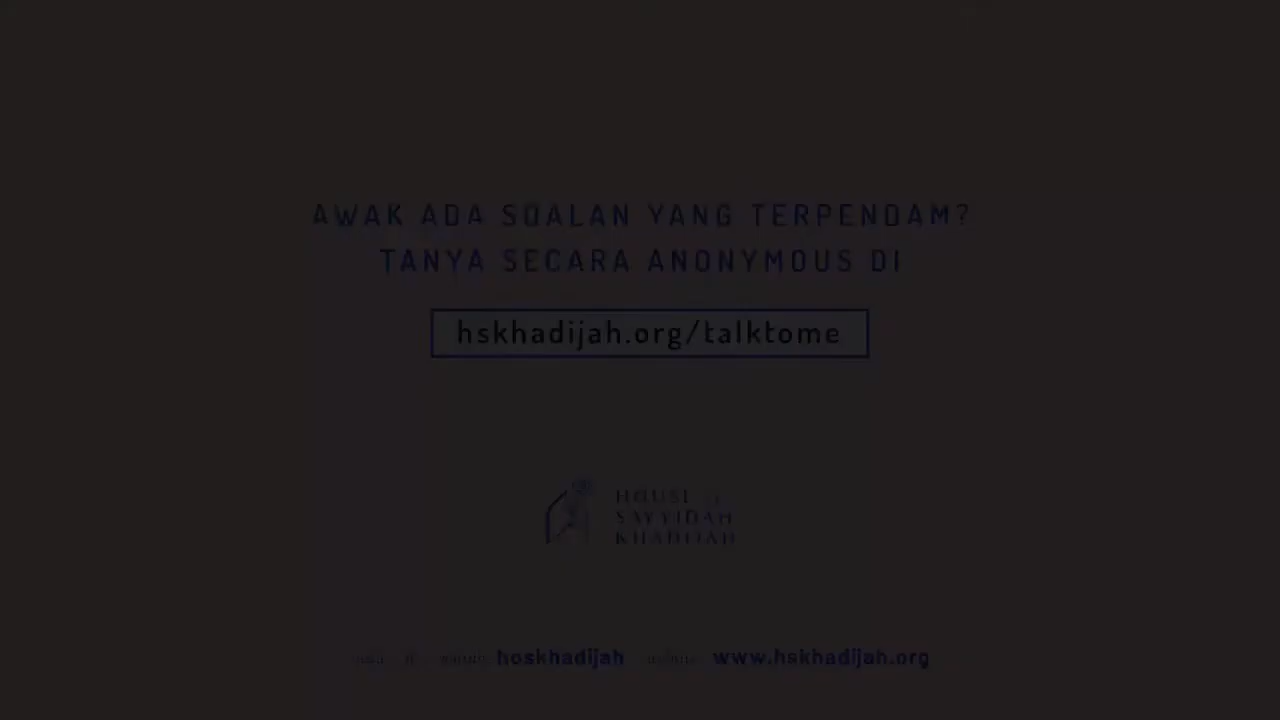 AWAK ADA SOALAN YANG TERPENDAM?
TANYA SECARA ANONYMOUS DI
hskhadijah.org/talktome
HOUSE OF
SAYYIDAH
KHADIJAH
hoskhadijah www.hskhadijah.org